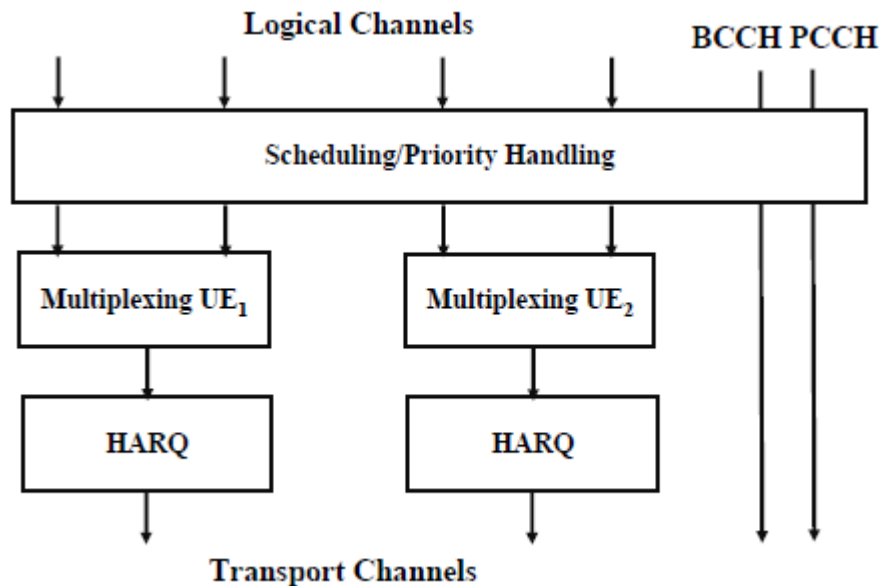 Logical Channels
BCCH PCCH
Scheduling/Priority Handling
Multiplexing UE₁
Multiplexing UE₂
HARQ
HARQ
Transport Channels